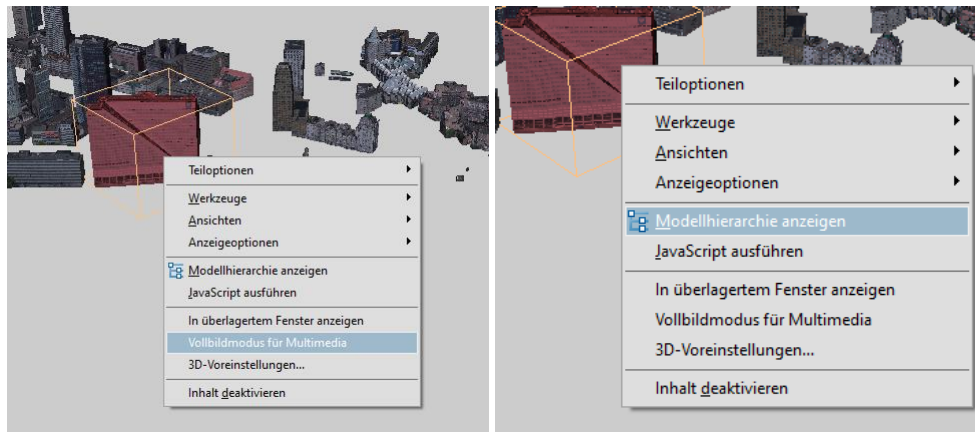 Teiloptionen
Werkzeuge
Ansichten
Anzeigeoptionen
Modellhierarchie anzeigen
JavaScript ausführen
In überlagertem Fenster anzeigen
Vollbildmodus für Multimedia
3D-Voreinstellungen...
Inhalt deaktivieren
Teiloptionen
Werkzeuge
Ansichten
Anzeigeoptionen
Modellhierarchie anzeigen
JavaScript ausführen
In überlagertem Fenster anzeigen
Vollbildmodus für Multimedia
3D-Voreinstellungen...
Inhalt deaktivieren